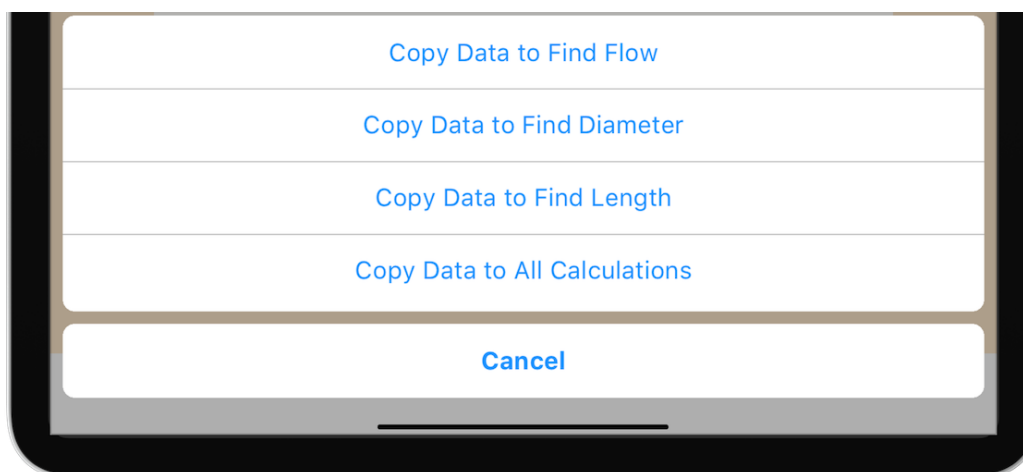 Copy Data to Find Flow
Copy Data to Find Diameter
Copy Data to Find Length
Copy Data to All Calculations
Cancel